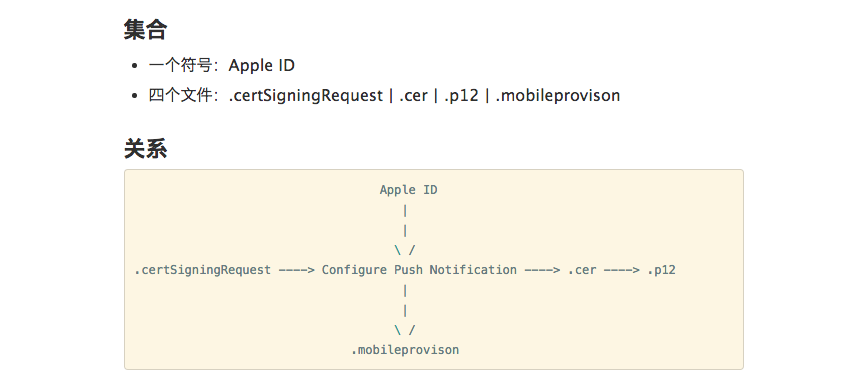 集合
• 一个符号：Apple ID
• 四个文件：.certSigningRequest | .cer | .p12 | .mobileprovison
关系
Apple ID
|
|
\ /
.certSigningRequest ----> Configure Push Notification ----> .cer ----> .p12
|
|
\ /
.mobileprovison